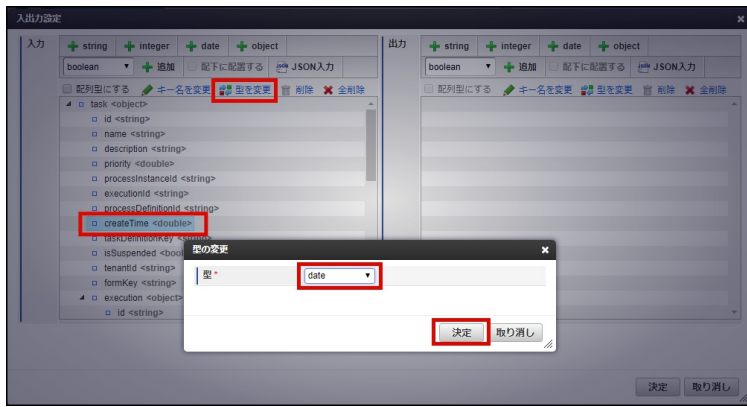 入出力設定
入力
string integer date object
boolean 追加 配下に配置する JSON入力
配列型にする キー名を変更 型を変更 削除 全削除
task <object>
id <string>
name <string>
description <string>
priority <double>
processInstanceId <string>
executionId <string>
processDefinitionId <string>
createTime <double>
taskDefinitionKey <string>
isSuspended <bool
tenantId <string>
formKey <string>
execution <object>
id <string>
出力
string integer date object
boolean 追加 配下に配置する JSON入力
配列型にする キー名を変更 型を変更 削除 全削除
型の変更
型 * date
決定 取り消し
決定 取り消し